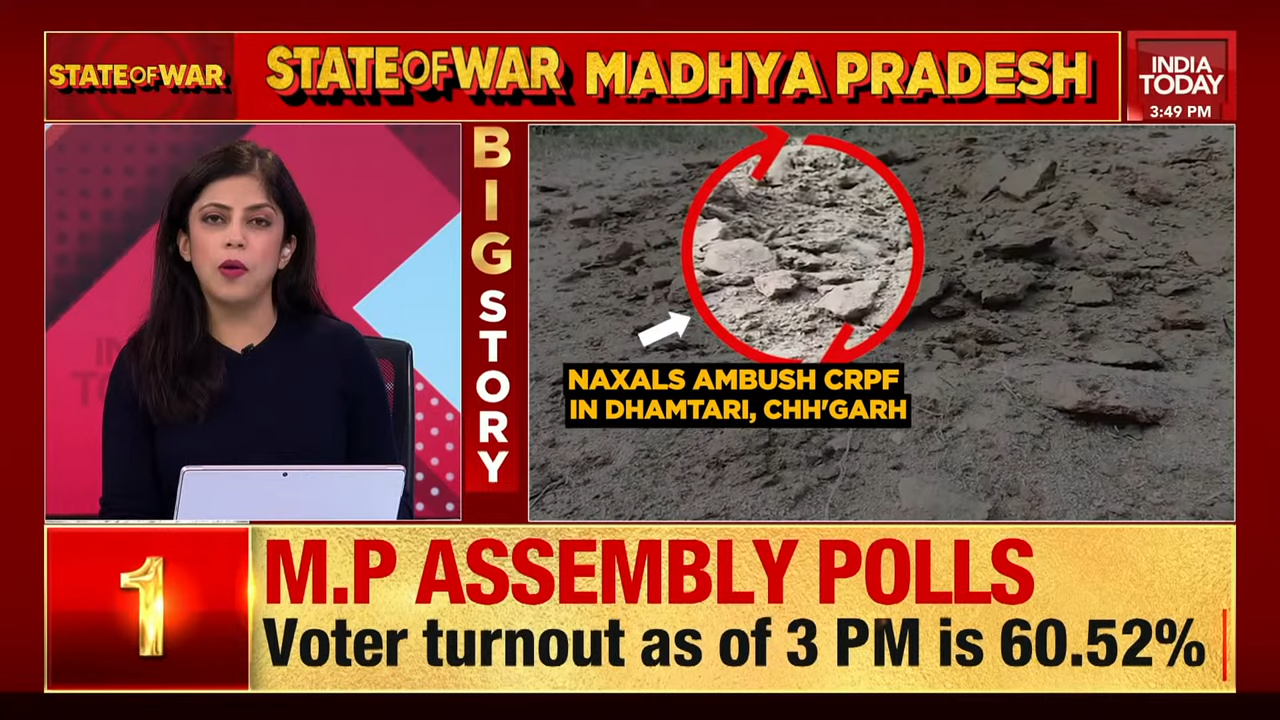 STATE OF WAR
STATE OF WAR MADHYA PRADESH
INDIA
TODAY
3:49 PM
BIG STORY
NAXALS AMBUSH CRPF
IN DHAMTARI, CHH'GARH
1
M.P ASSEMBLY POLLS
Voter turnout as of 3 PM is 60.52%